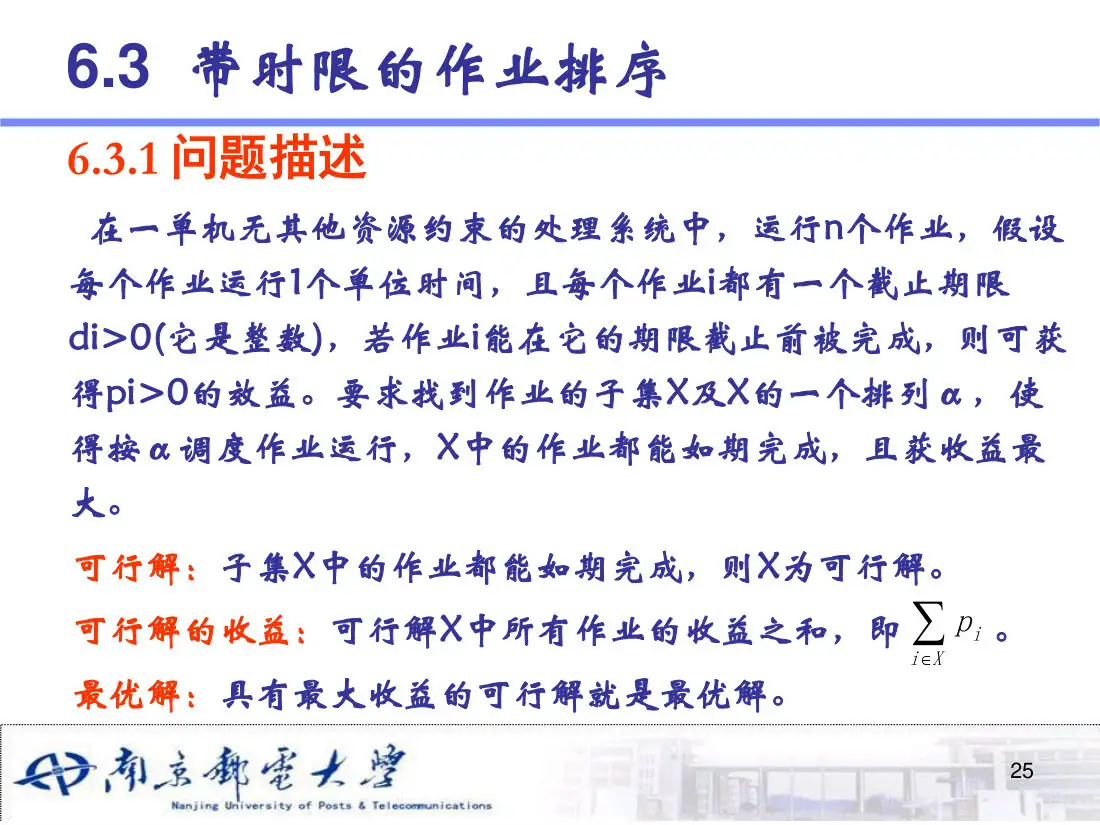 6.3 带时限的作业排序
6.3.1 问题描述
在一单机无其他资源约束的处理系统中，运行n个作业，假设
每个作业运行1个单位时间，且每个作业i都有一个截止期限
di>0(它是整数)，若作业i能在它的期限截止前被完成，则可获
得pi>0的效益。要求找到作业的子集X及X的一个排列α，使
得按α调度作业运行，X中的作业都能如期完成，且获收益最
大。
可行解：子集X中的作业都能如期完成，则X为可行解。
可行解的收益：可行解X中所有作业的收益之和，即 ∑_{i∈X} p_i 。
最优解：具有最大收益的可行解就是最优解。
南京邮電大學
Nanjing University of Posts & Telecommunications
25